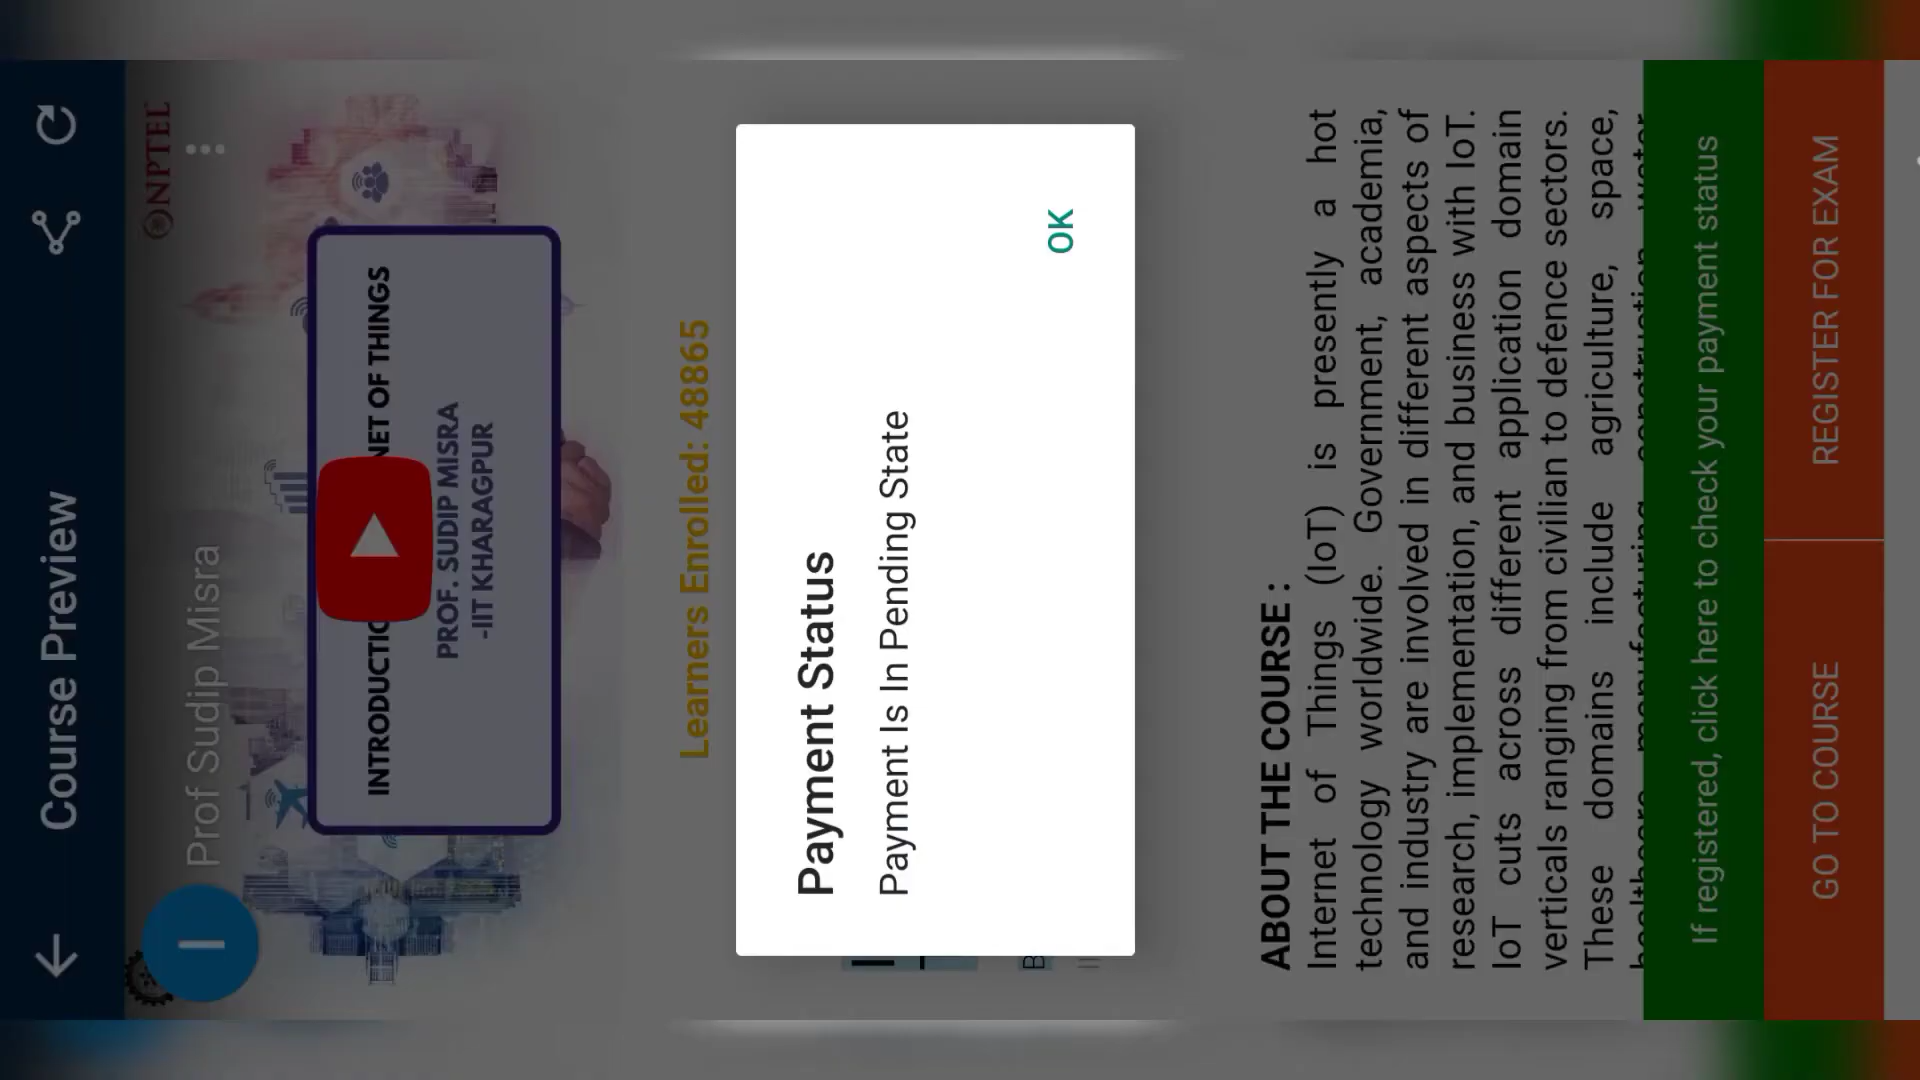 Course Preview
NPTEL
I
Prof Sudip Misra
PROF. SUDIP MISRA
-IIT KHARAGPUR
Learners Enrolled: 48865
Payment Status
Payment Is In Pending State
OK
ABOUT THE COURSE :
Internet of Things (IoT) is presently a hot
technology worldwide. Government, academia,
and industry are involved in different aspects of
research, implementation, and business with IoT.
IoT cuts across different application domain
verticals ranging from civilian to defence sectors.
These domains include agriculture, space,
If registered, click here to check your payment status
GO TO COURSE
REGISTER FOR EXAM